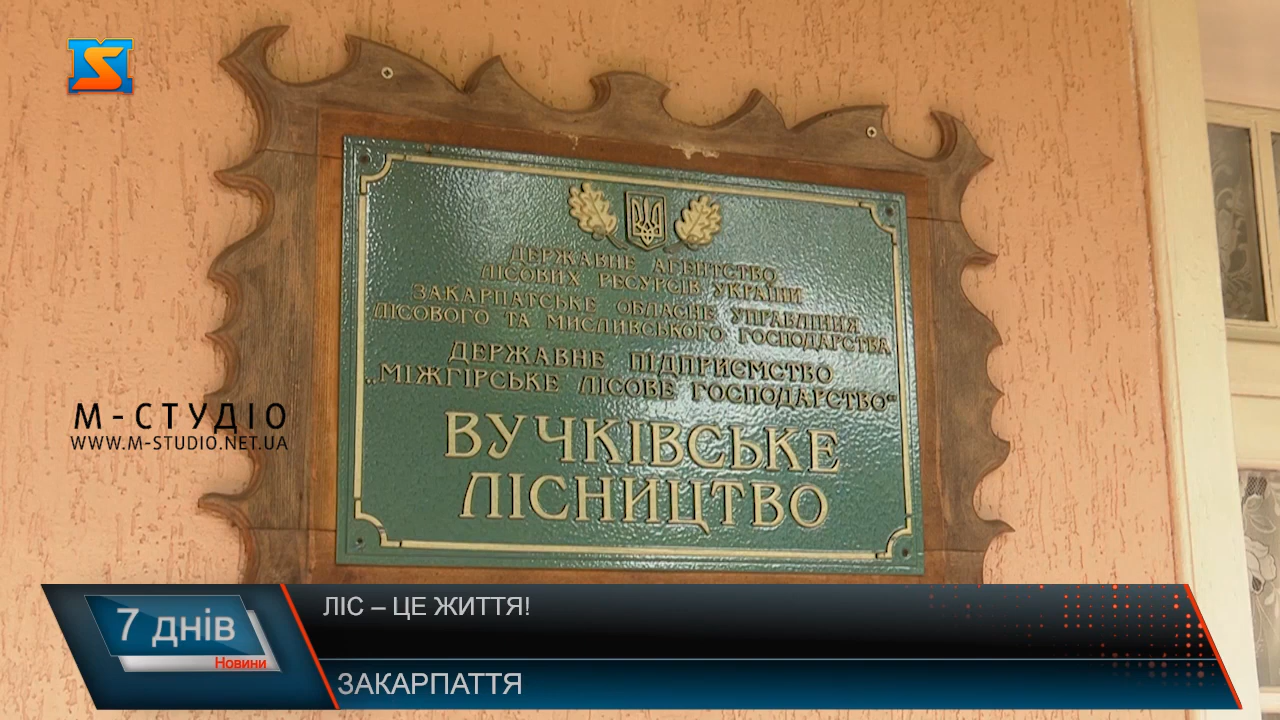 ДЕРЖАВНЕ АГЕНТСТВО
ЛІСОВИХ РЕСУРСІВ УКРАЇНИ
ЗАКАРПАТСЬКЕ ОБЛАСНЕ УПРАВЛІННЯ
ЛІСОВОГО ТА МИСЛИВСЬКОГО ГОСПОДАРСТВА
ДЕРЖАВНЕ ПІДПРИЄМСТВО
„МІЖГІРСЬКЕ ЛІСОВЕ ГОСПОДАРСТВО“
ВУЧКІВСЬКЕ
ЛІСНИЦТВО
М-СТУДІО
WWW.M-STUDIO.NET.UA
7 днів
Новини
ЛІС – ЦЕ ЖИТТЯ!
ЗАКАРПАТТЯ